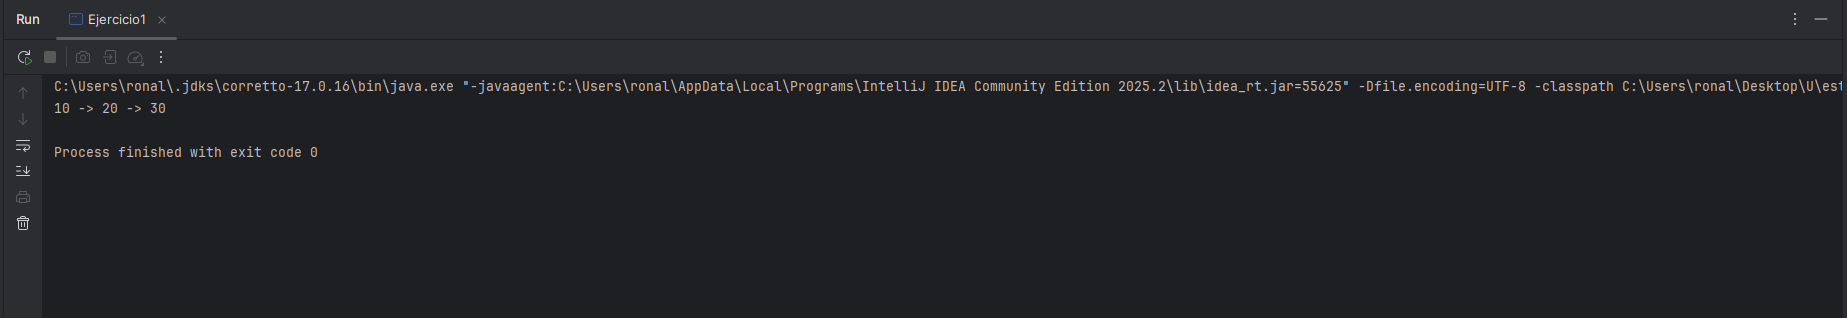 Run Ejercicio1
C:\Users\ronal\.jdks\corretto-17.0.16\bin\java.exe "-javaagent:C:\Users\ronal\AppData\Local\Programs\IntelliJ IDEA Community Edition 2025.2\lib\idea_rt.jar=55625" -Dfile.encoding=UTF-8 -classpath C:\Users\ronal\Desktop\U\est
10 -> 20 -> 30
Process finished with exit code 0